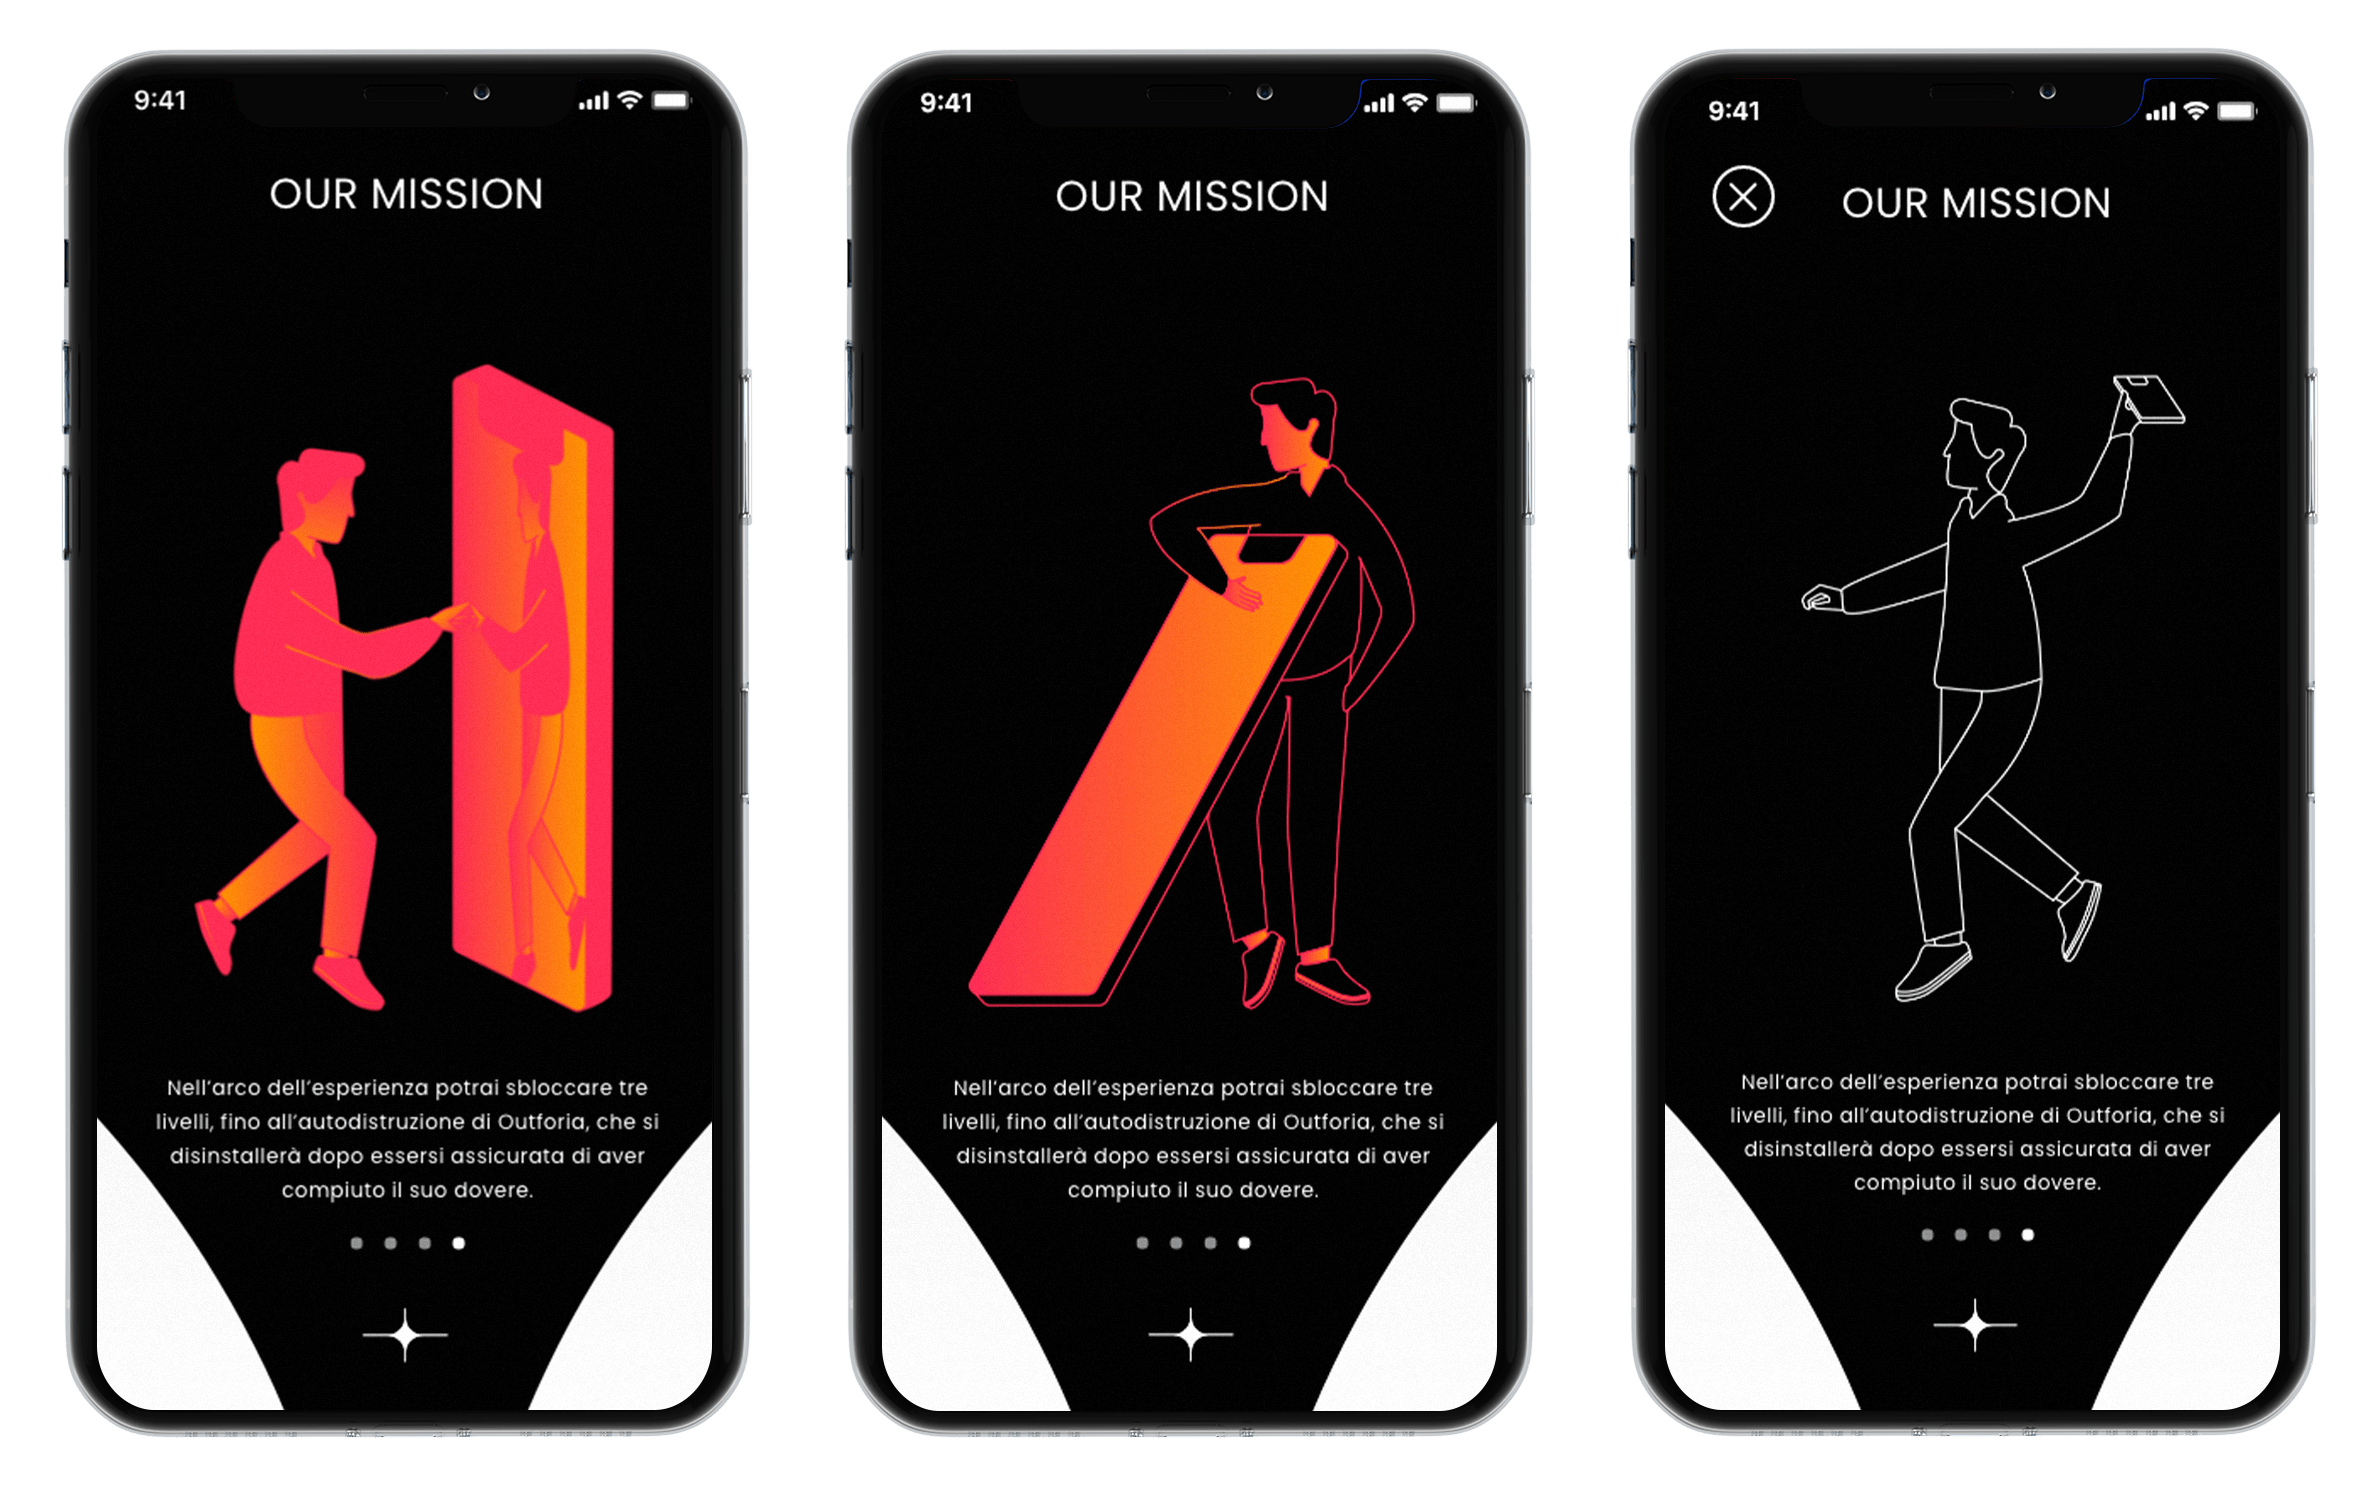 9:41
OUR MISSION
Nell'arco dell'esperienza potrai sbloccare tre
livelli, fino all'autodistruzione di Outforia, che si
disinstallerà dopo essersi assicurata di aver
compiuto il suo dovere.
9:41
OUR MISSION
Nell'arco dell'esperienza potrai sbloccare tre
livelli, fino all'autodistruzione di Outforia, che si
disinstallerà dopo essersi assicurata di aver
compiuto il suo dovere.
9:41
OUR MISSION
Nell'arco dell'esperienza potrai sbloccare tre
livelli, fino all'autodistruzione di Outforia, che si
disinstallerà dopo essersi assicurata di aver
compiuto il suo dovere.